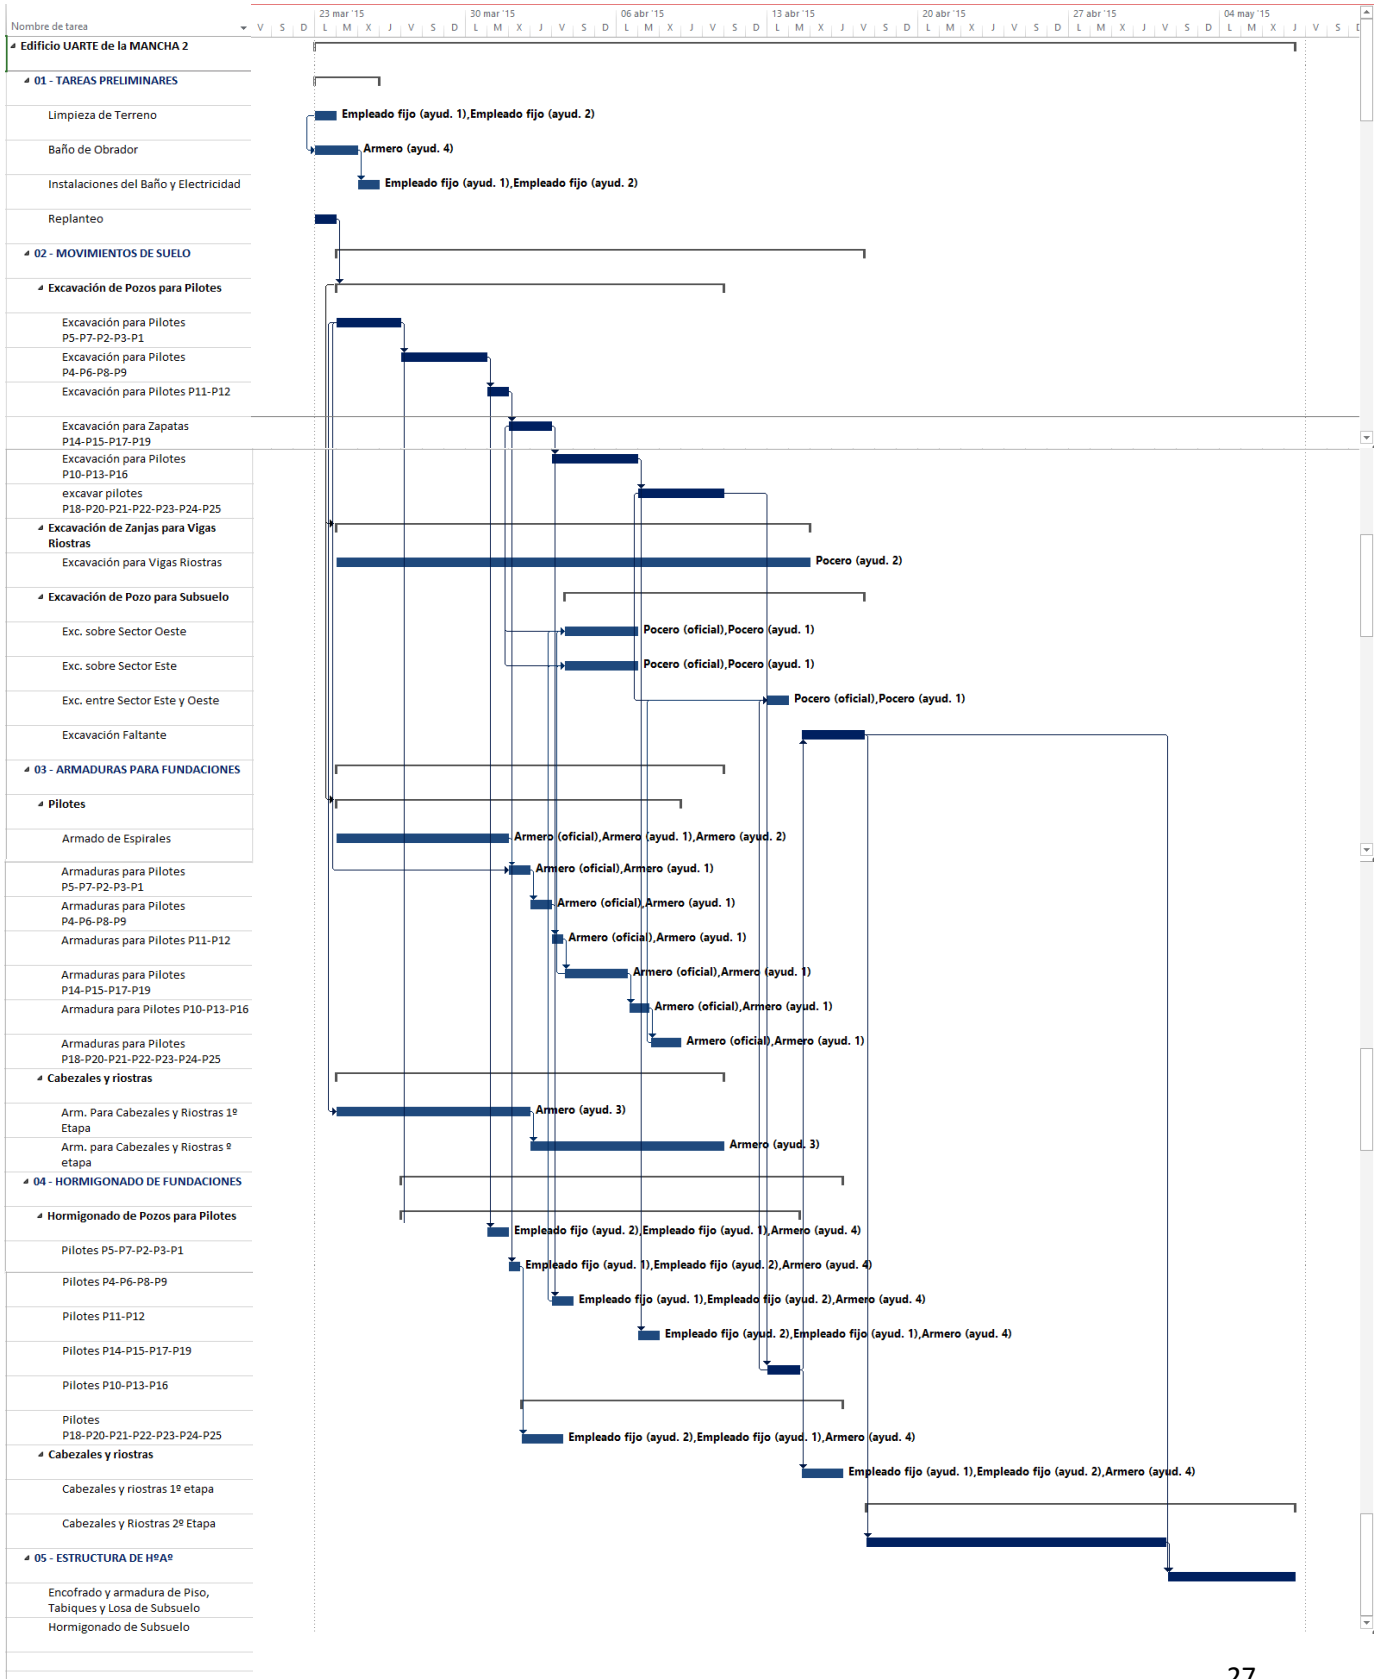 23 mar '15 30 mar '15 06 abr '15 13 abr '15 20 abr '15 27 abr '15 04 may '15
Nombre de tarea V S D L M X J V S D L M X J V S D L M X J V S D L M X J V S D L M X J V S D L M X J V S D L M X J V S D
Edificio UARTE de la MANCHA 2
01 - TAREAS PRELIMINARES
Limpieza de Terreno Empleado fijo (ayud. 1),Empleado fijo (ayud. 2)
Baño de Obrador Armero (ayud. 4)
Instalaciones del Baño y Electricidad Empleado fijo (ayud. 1),Empleado fijo (ayud. 2)
Replanteo
02 - MOVIMIENTOS DE SUELO
Excavación de Pozos para Pilotes
Excavación para Pilotes
P5-P7-P2-P3-P1
Excavación para Pilotes
P4-P6-P8-P9
Excavación para Pilotes P11-P12
Excavación para Zapatas
P14-P15-P17-P19
Excavación para Pilotes
P10-P13-P16
excavar pilotes
P18-P20-P21-P22-P23-P24-P25
Excavación de Zanjas para Vigas
Riostras
Excavación para Vigas Riostras Pocero (ayud. 2)
Excavación de Pozo para Subsuelo
Exc. sobre Sector Oeste Pocero (oficial),Pocero (ayud. 1)
Exc. sobre Sector Este Pocero (oficial),Pocero (ayud. 1)
Exc. entre Sector Este y Oeste Pocero (oficial),Pocero (ayud. 1)
Excavación Faltante
03 - ARMADURAS PARA FUNDACIONES
Pilotes
Armado de Espirales Armero (oficial),Armero (ayud. 1),Armero (ayud. 2)
Armaduras para Pilotes Armero (oficial),Armero (ayud. 1)
P5-P7-P2-P3-P1
Armaduras para Pilotes Armero (oficial),Armero (ayud. 1)
P4-P6-P8-P9
Armaduras para Pilotes P11-P12 Armero (oficial),Armero (ayud. 1)
Armaduras para Pilotes Armero (oficial),Armero (ayud. 1)
P14-P15-P17-P19
Armadura para Pilotes P10-P13-P16 Armero (oficial),Armero (ayud. 1)
Armaduras para Pilotes Armero (oficial),Armero (ayud. 1)
P18-P20-P21-P22-P23-P24-P25
Cabezales y riostras
Arm. Para Cabezales y Riostras 1º Armero (ayud. 3)
Etapa
Arm. para Cabezales y Riostras º Armero (ayud. 3)
etapa
04 - HORMIGONADO DE FUNDACIONES
Hormigonado de Pozos para Pilotes
Empleado fijo (ayud. 2),Empleado fijo (ayud. 1),Armero (ayud. 4)
Pilotes P5-P7-P2-P3-P1
Empleado fijo (ayud. 1),Empleado fijo (ayud. 2),Armero (ayud. 4)
Pilotes P4-P6-P8-P9
Empleado fijo (ayud. 1),Empleado fijo (ayud. 2),Armero (ayud. 4)
Pilotes P11-P12
Empleado fijo (ayud. 2),Empleado fijo (ayud. 1),Armero (ayud. 4)
Pilotes P14-P15-P17-P19
Pilotes P10-P13-P16
Pilotes
P18-P20-P21-P22-P23-P24-P25 Empleado fijo (ayud. 2),Empleado fijo (ayud. 1),Armero (ayud. 4)
Cabezales y riostras
Empleado fijo (ayud. 1),Empleado fijo (ayud. 2),Armero (ayud. 4)
Cabezales y riostras 1º etapa
Cabezales y Riostras 2º Etapa
05 - ESTRUCTURA DE HºAº
Encofrado y armadura de Piso,
Tabiques y Losa de Subsuelo
Hormigonado de Subsuelo
27